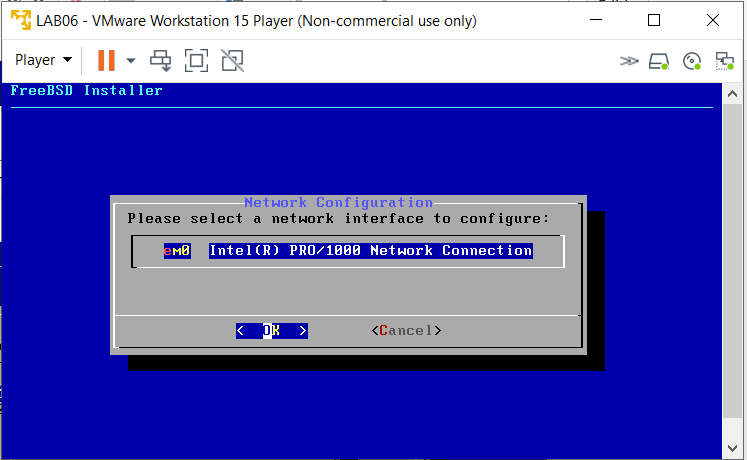 LAB06 - VMware Workstation 15 Player (Non-commercial use only)
Player
FreeBSD Installer
Network Configuration
Please select a network interface to configure:
em0 Intel(R) PRO/1000 Network Connection
< OK > <Cancel>